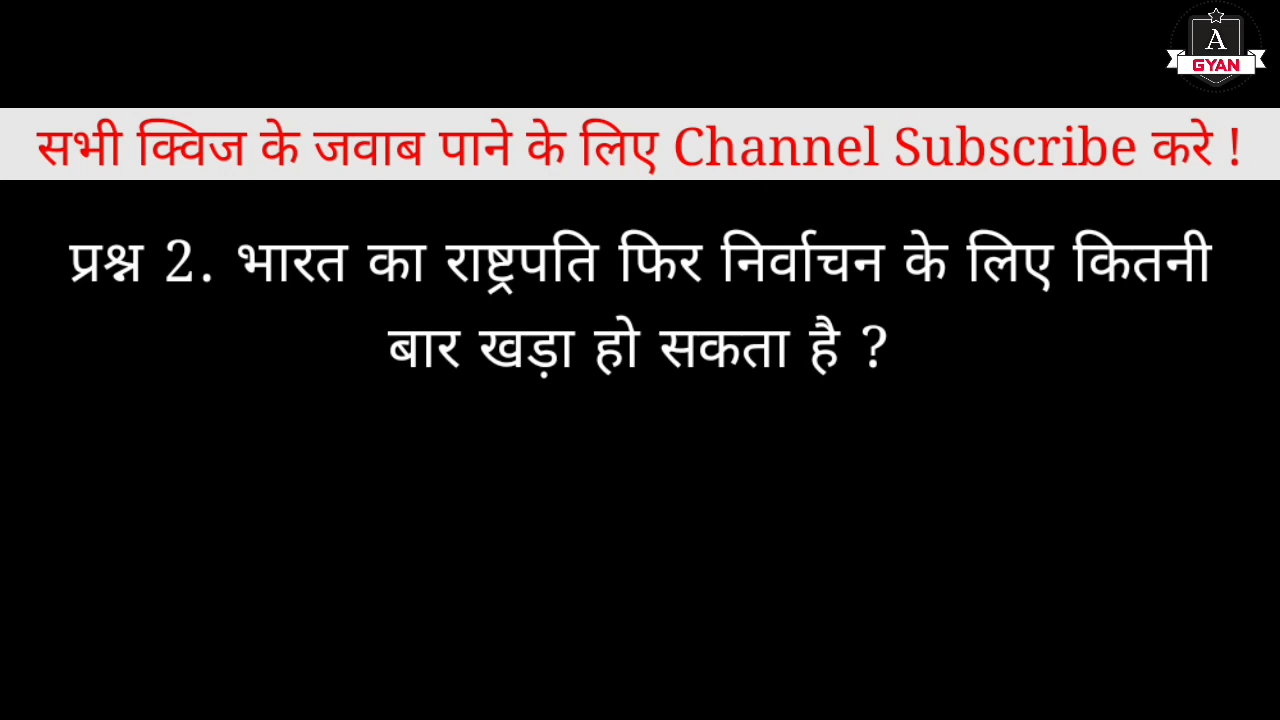 A
GYAN
सभी क्विज के जवाब पाने के लिए Channel Subscribe करे !
प्रश्न 2. भारत का राष्ट्रपति फिर निर्वाचन के लिए कितनी
बार खड़ा हो सकता है ?